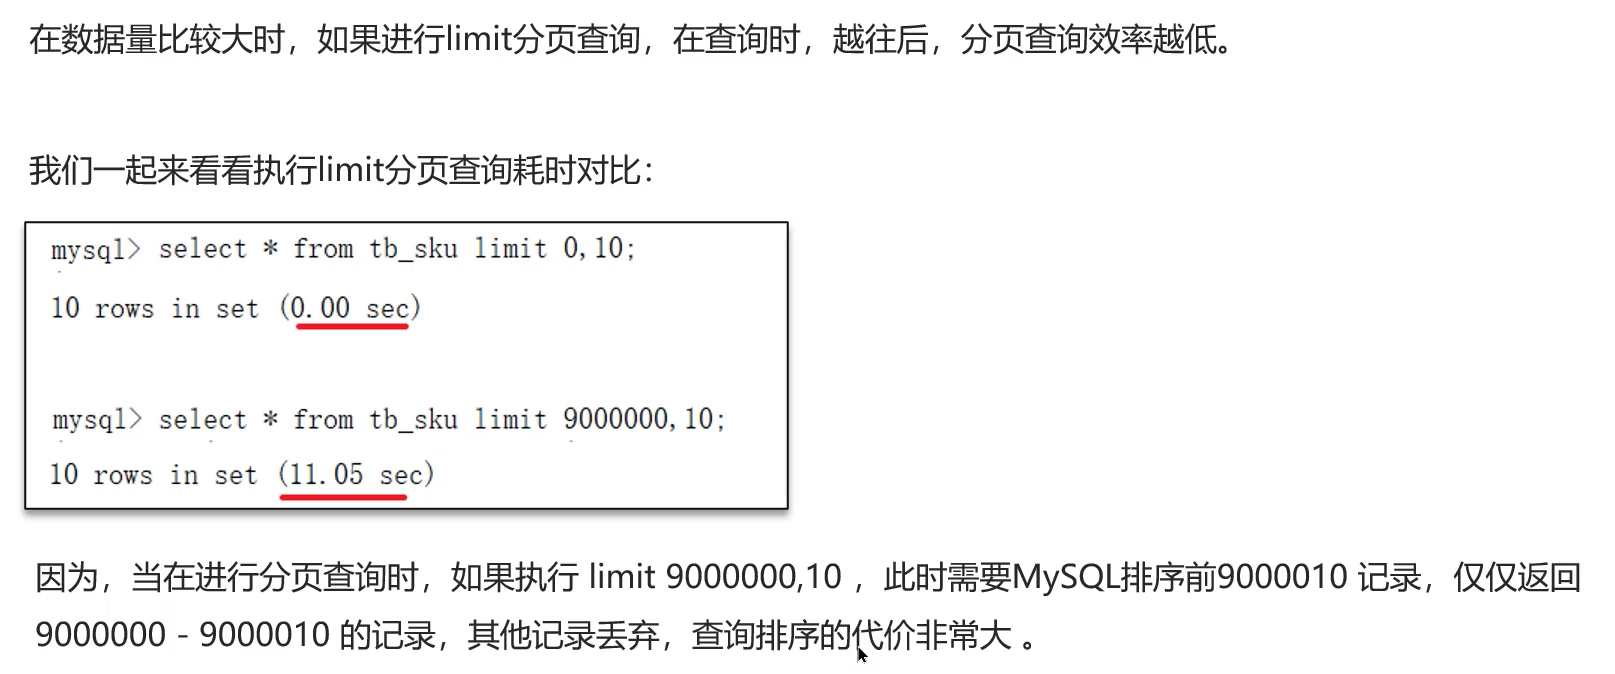 在数据量比较大时，如果进行limit分页查询，在查询时，越往后，分页查询效率越低。
我们一起来看看执行limit分页查询耗时对比：
mysql> select * from tb_sku limit 0,10;
10 rows in set (0.00 sec)
mysql> select * from tb_sku limit 9000000,10;
10 rows in set (11.05 sec)
因为，当在进行分页查询时，如果执行 limit 9000000,10 ，此时需要MySQL排序前9000010 记录，仅仅返回
9000000 - 9000010 的记录，其他记录丢弃，查询排序的代价非常大 。